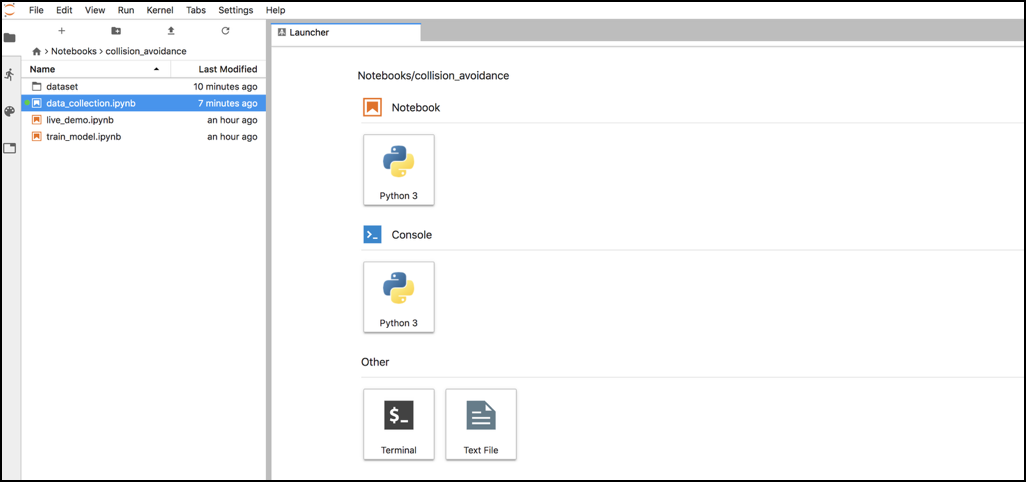 File Edit View Run Kernel Tabs Settings Help
Launcher
Notebooks > collision_avoidance
Name Last Modified
dataset 10 minutes ago
data_collection.ipynb 7 minutes ago
live_demo.ipynb an hour ago
train_model.ipynb an hour ago
Notebooks/collision_avoidance
Notebook
Python 3
Console
Python 3
Other
$_
Terminal Text File